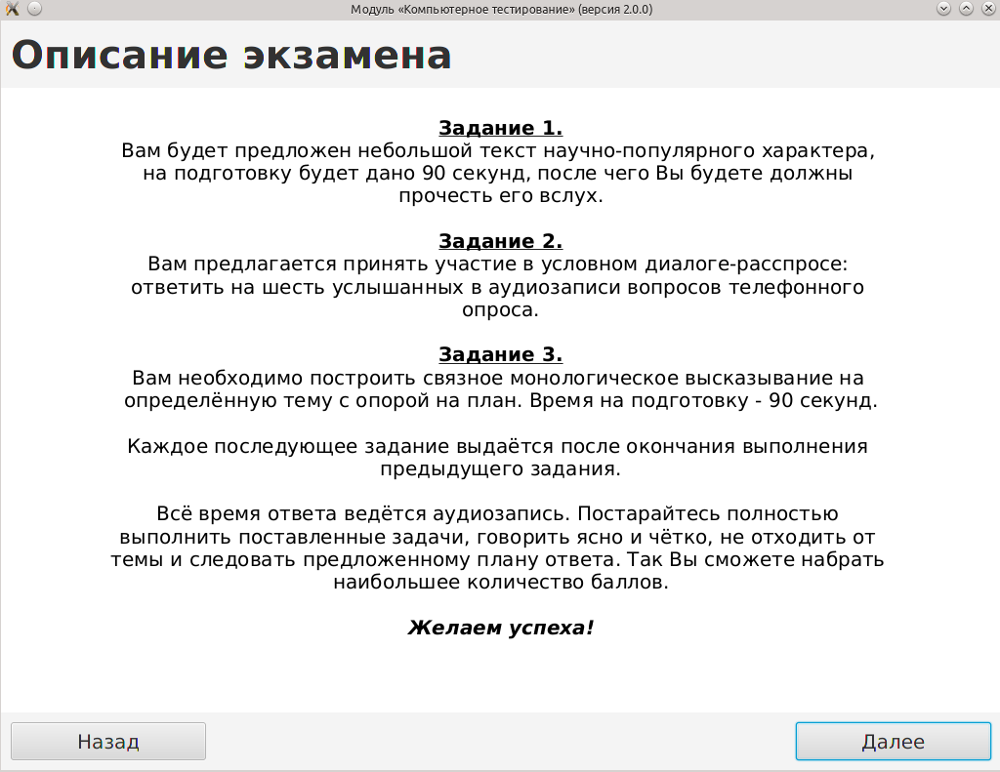 Модуль «Компьютерное тестирование» (версия 2.0.0)
Описание экзамена
Задание 1.
Вам будет предложен небольшой текст научно-популярного характера,
на подготовку будет дано 90 секунд, после чего Вы будете должны
прочесть его вслух.
Задание 2.
Вам предлагается принять участие в условном диалоге-расспросе:
ответить на шесть услышанных в аудиозаписи вопросов телефонного
опроса.
Задание 3.
Вам необходимо построить связное монологическое высказывание на
определённую тему с опорой на план. Время на подготовку - 90 секунд.
Каждое последующее задание выдаётся после окончания выполнения
предыдущего задания.
Всё время ответа ведётся аудиозапись. Постарайтесь полностью
выполнить поставленные задачи, говорить ясно и чётко, не отходить от
темы и следовать предложенному плану ответа. Так Вы сможете набрать
наибольшее количество баллов.
Желаем успеха!
Назад
Далее